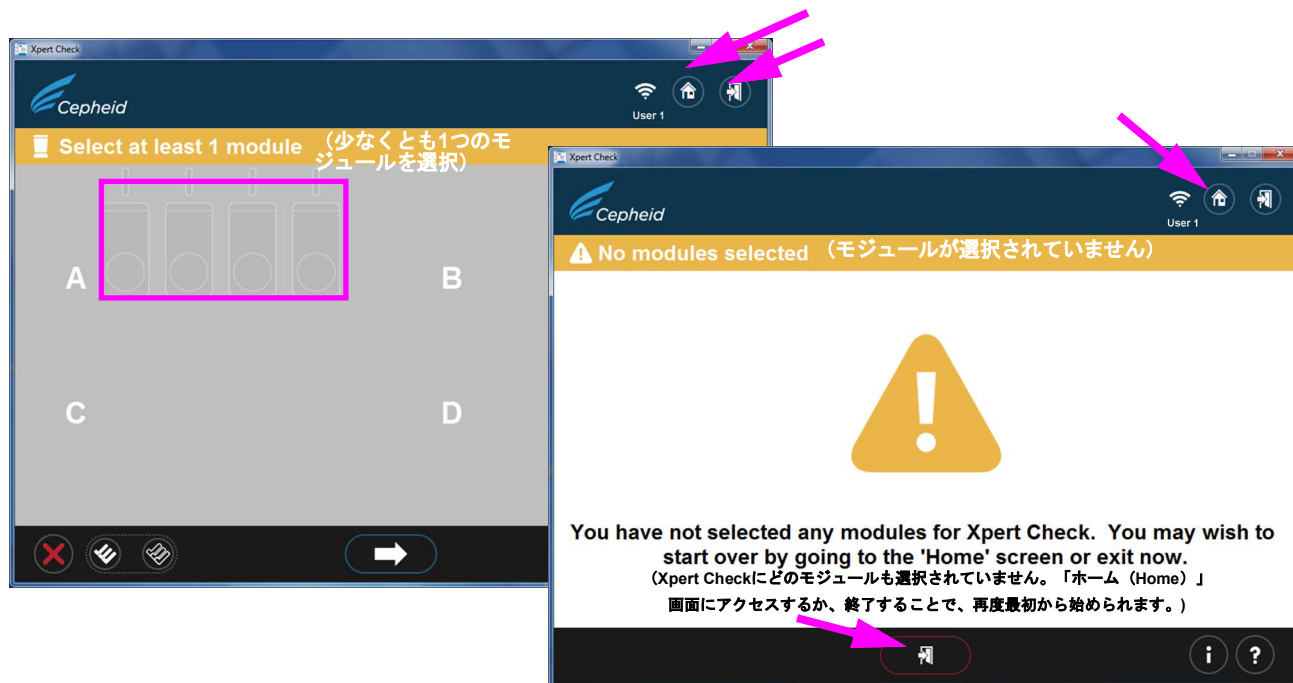 Xpert Check
Cepheid
User 1
Select at least 1 module (少なくとも1つのモ
ジュールを選択)
A
B
C
D
Xpert Check
Cepheid
User 1
No modules selected (モジュールが選択されていません)
You have not selected any modules for Xpert Check. You may wish to
start over by going to the 'Home' screen or exit now.
(Xpert Checkにどのモジュールも選択されていません。「ホーム（Home）」
画面にアクセスするか、終了することで、再度最初から始められます。)
i ?